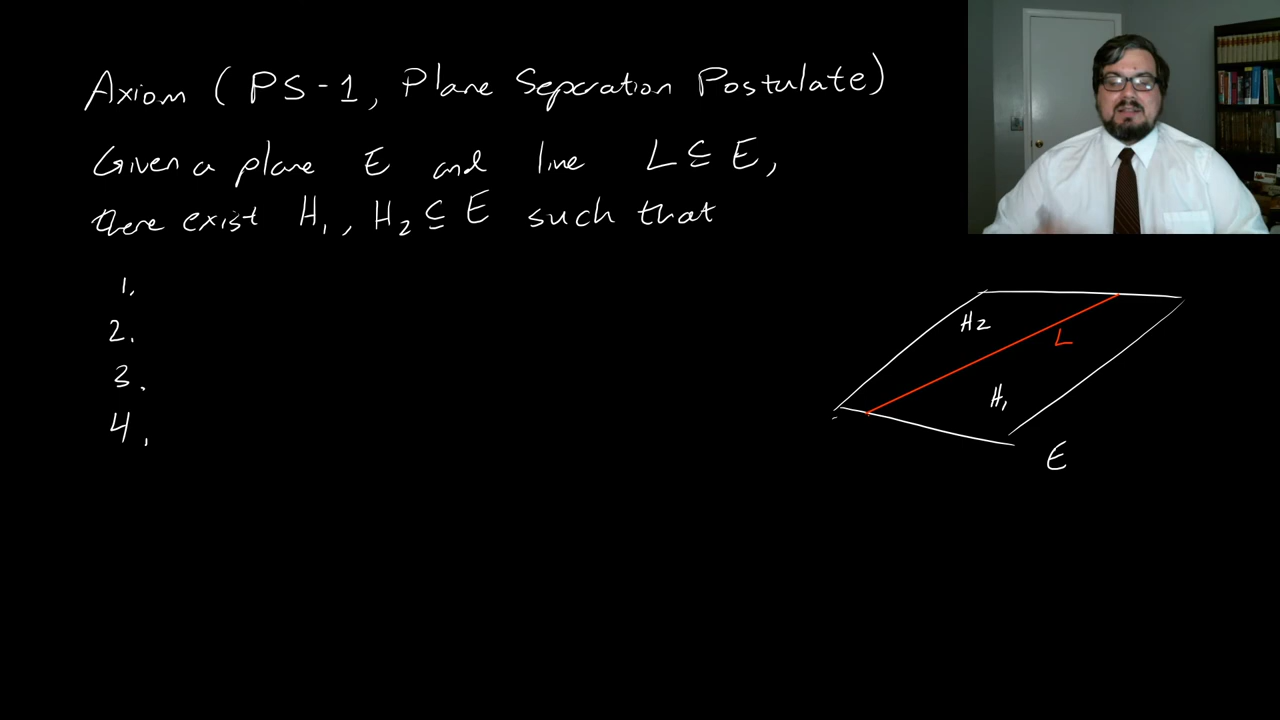 Axiom (PS-1, Plane Seperation Postulate)
Given a plane E and line L ⊆ E,
there exist H₁, H₂ ⊆ E such that
1.
2.
3.
4.
H₂
L
H₁
E